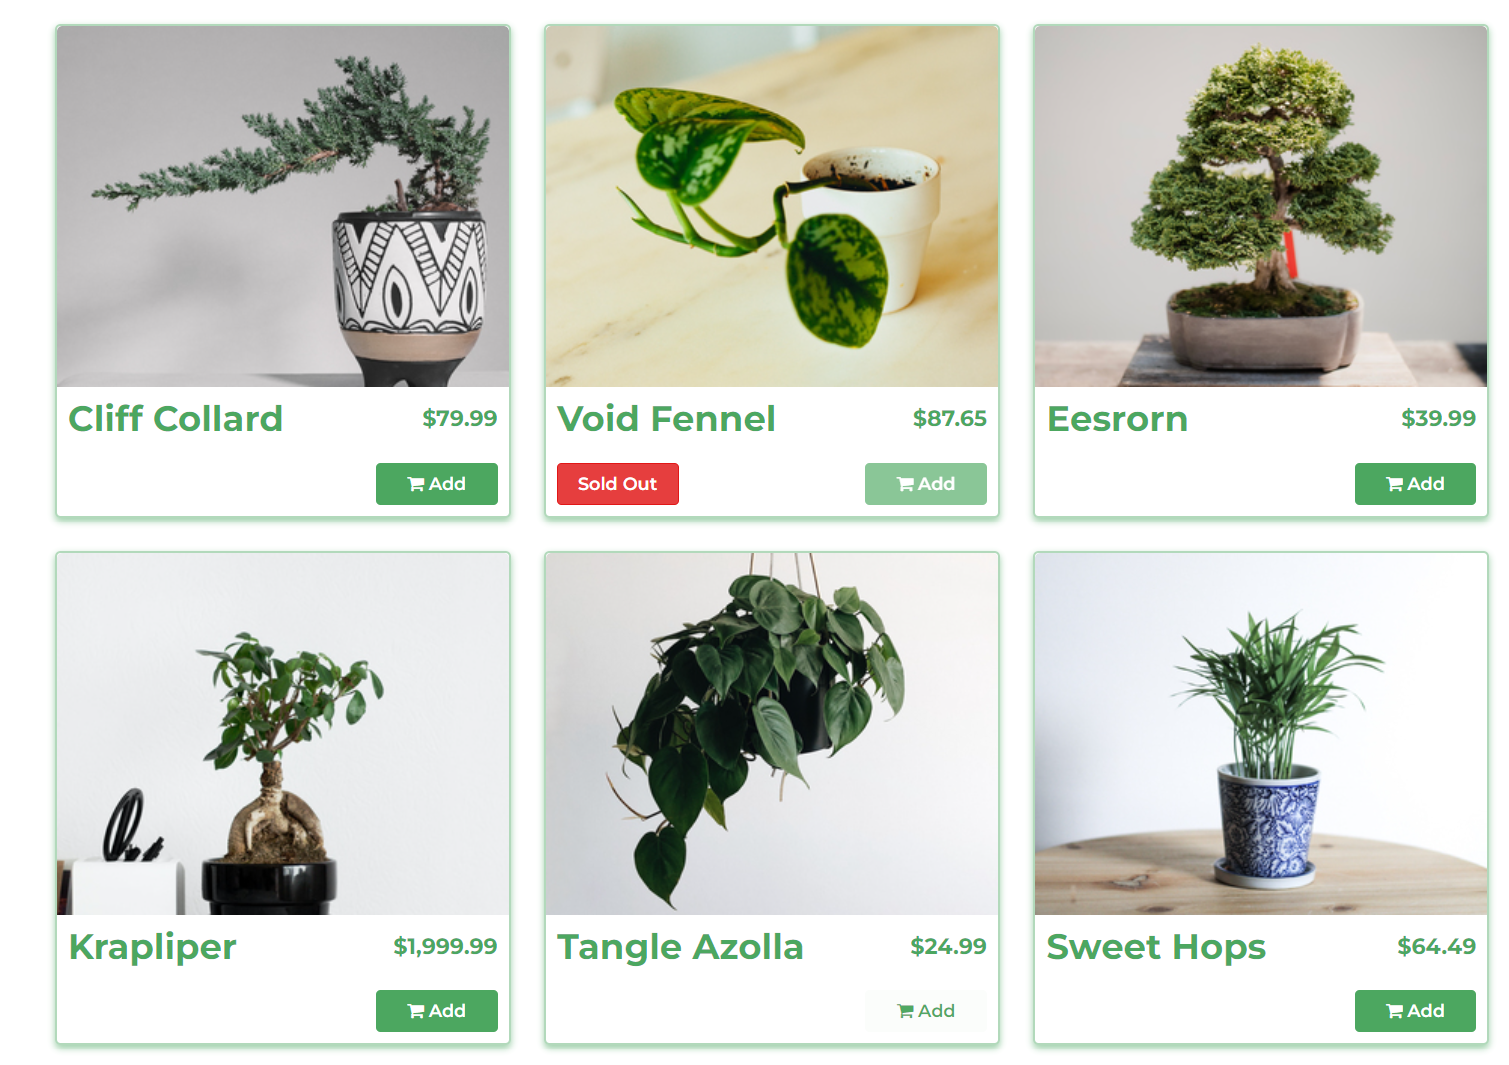 Cliff Collard $79.99
Add
Void Fennel $87.65
Sold Out Add
Eesrorn $39.99
Add
Krapliper $1,999.99
Add
Tangle Azolla $24.99
Add
Sweet Hops $64.49
Add